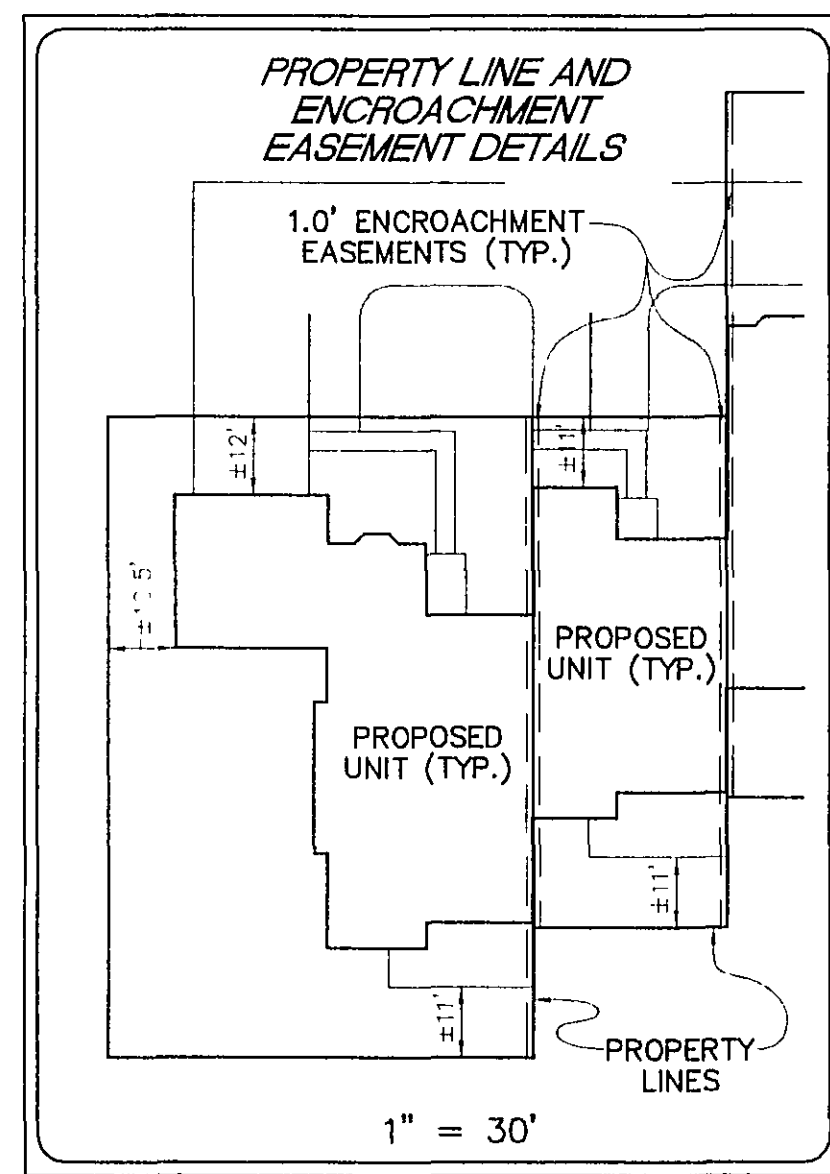 PROPERTY LINE AND
ENCROACHMENT
EASEMENT DETAILS
1.0' ENCROACHMENT
EASEMENTS (TYP.)
±12'
±11'
PROPOSED
UNIT (TYP.)
PROPOSED
UNIT (TYP.)
±11'
±11'
PROPERTY
LINES
1" = 30'